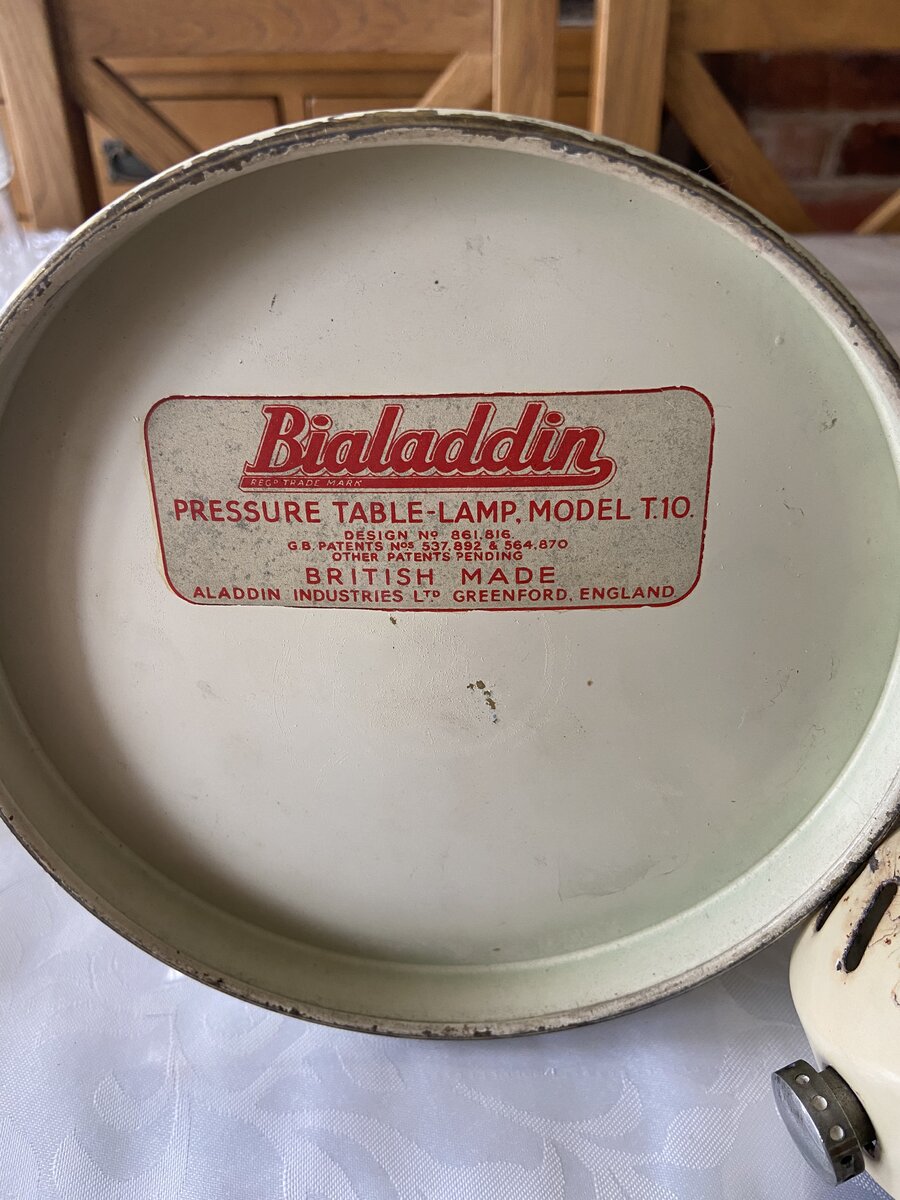 Bialaddin
REGD TRADE MARK
PRESSURE TABLE-LAMP, MODEL T.10.
DESIGN No 861,816.
G.B. PATENTS Nos 537,892 & 564,870
OTHER PATENTS PENDING
BRITISH MADE
ALADDIN INDUSTRIES LTD GREENFORD, ENGLAND.